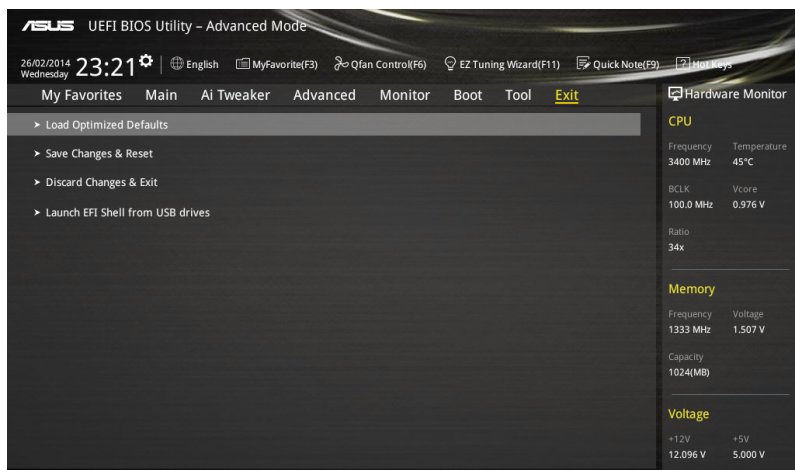 ASUS UEFI BIOS Utility – Advanced Mode
26/02/2014
Wednesday 23:21 English MyFavorite(F3) Qfan Control(F6) EZ Tuning Wizard(F11) Quick Note(F9) ? Hot Keys
My Favorites Main Ai Tweaker Advanced Monitor Boot Tool Exit
Hardware Monitor
> Load Optimized Defaults
> Save Changes & Reset
> Discard Changes & Exit
> Launch EFI Shell from USB drives
CPU
Frequency Temperature
3400 MHz 45°C
BCLK Vcore
100.0 MHz 0.976 V
Ratio
34x
Memory
Frequency Voltage
1333 MHz 1.507 V
Capacity
1024(MB)
Voltage
+12V +5V
12.096 V 5.000 V